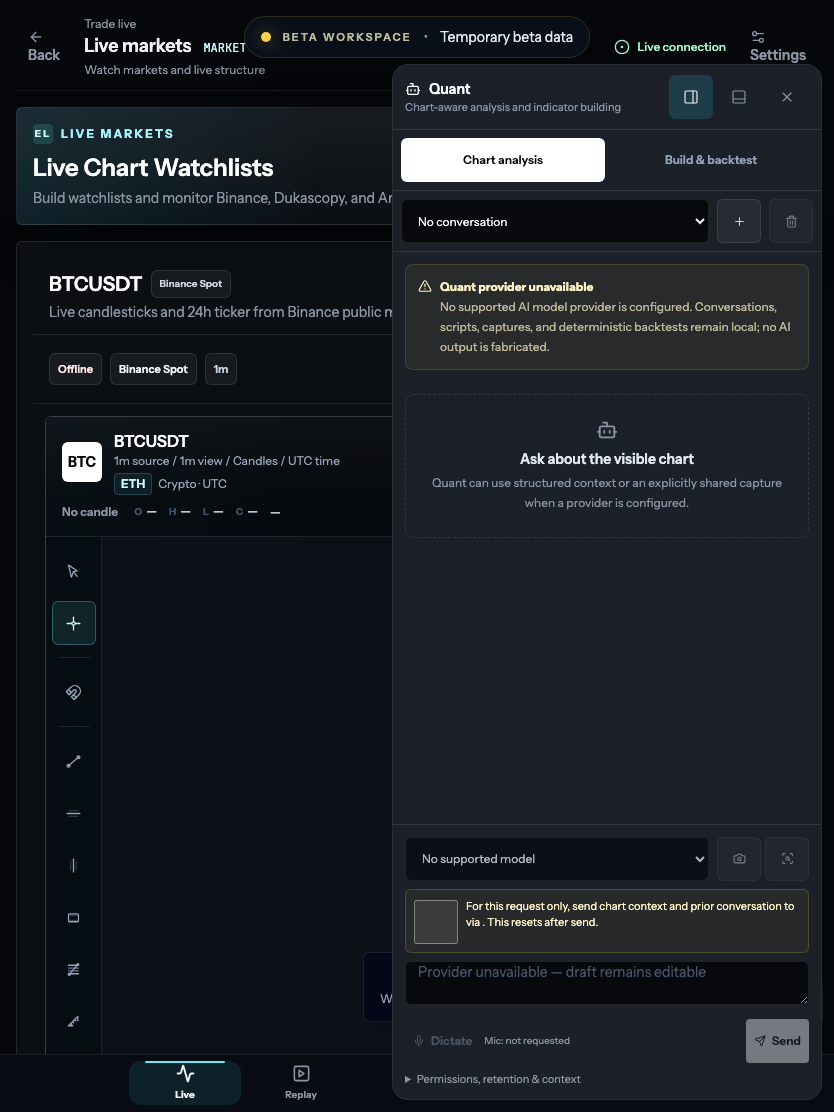 Back
Trade live
Live markets MARKET
Watch markets and live structure
BETA WORKSPACE · Temporary beta data
Live connection
Settings
EL LIVE MARKETS
Live Chart Watchlists
Build watchlists and monitor Binance, Dukascopy, and
BTCUSDT Binance Spot
Live candlesticks and 24h ticker from Binance public
Offline Binance Spot 1m
BTC
BTCUSDT
1m source / 1m view / Candles / UTC time
ETH Crypto · UTC
No candle O — H — L — C — —
Quant
Chart-aware analysis and indicator building
Chart analysis Build & backtest
No conversation
Quant provider unavailable
No supported AI model provider is configured. Conversations,
scripts, captures, and deterministic backtests remain local; no AI
output is fabricated.
Ask about the visible chart
Quant can use structured context or an explicitly shared capture
when a provider is configured.
No supported model
For this request only, send chart context and prior conversation to
via . This resets after send.
Provider unavailable — draft remains editable
Dictate Mic: not requested Send
Permissions, retention & context
Live Replay